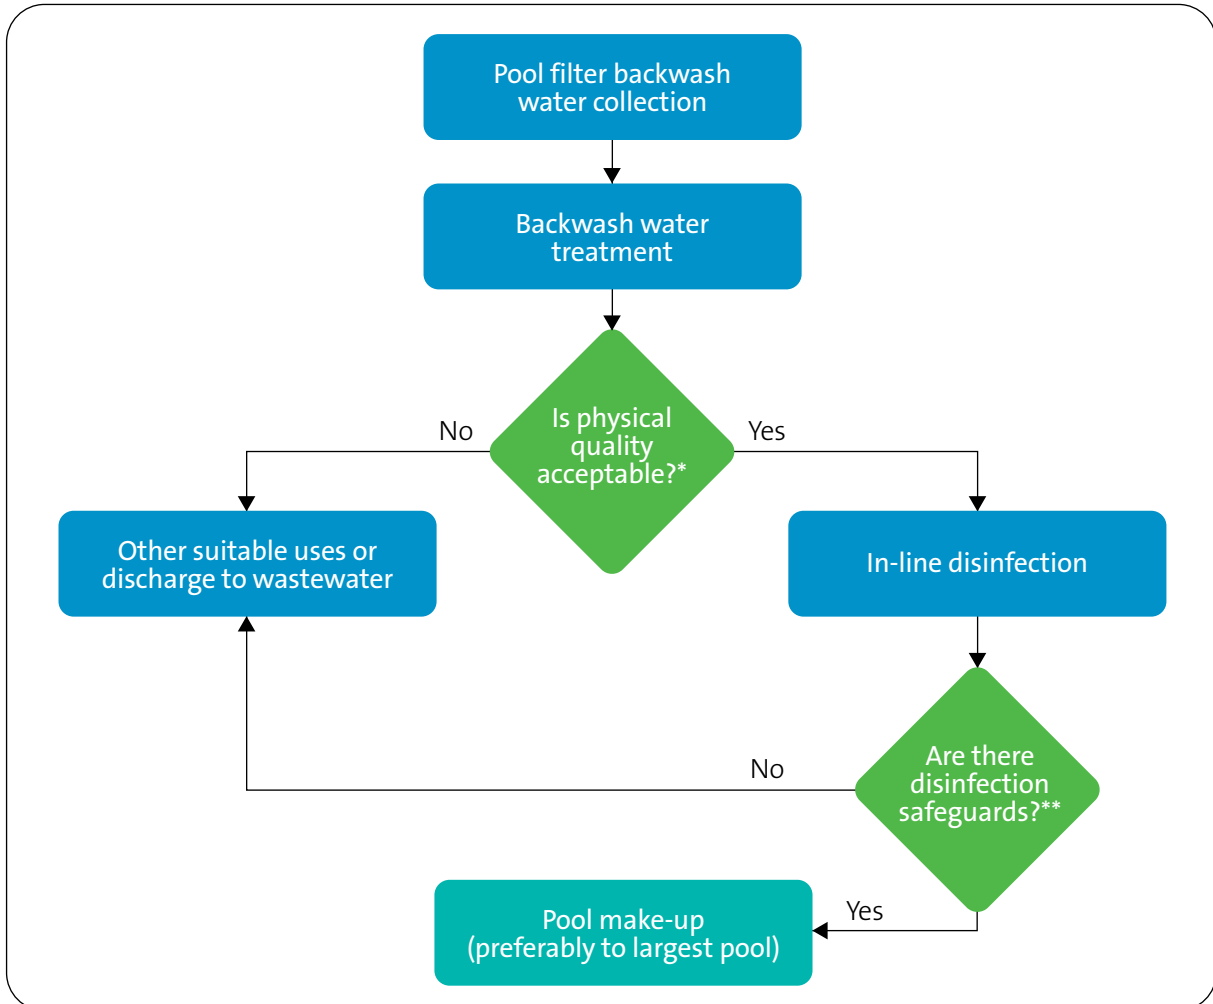 Pool filter backwash
water collection
Backwash water
treatment
Is physical
quality
acceptable?*
No
Yes
Other suitable uses or
discharge to wastewater
In-line disinfection
Are there
disinfection
safeguards?**
No
Yes
Pool make-up
(preferably to largest pool)